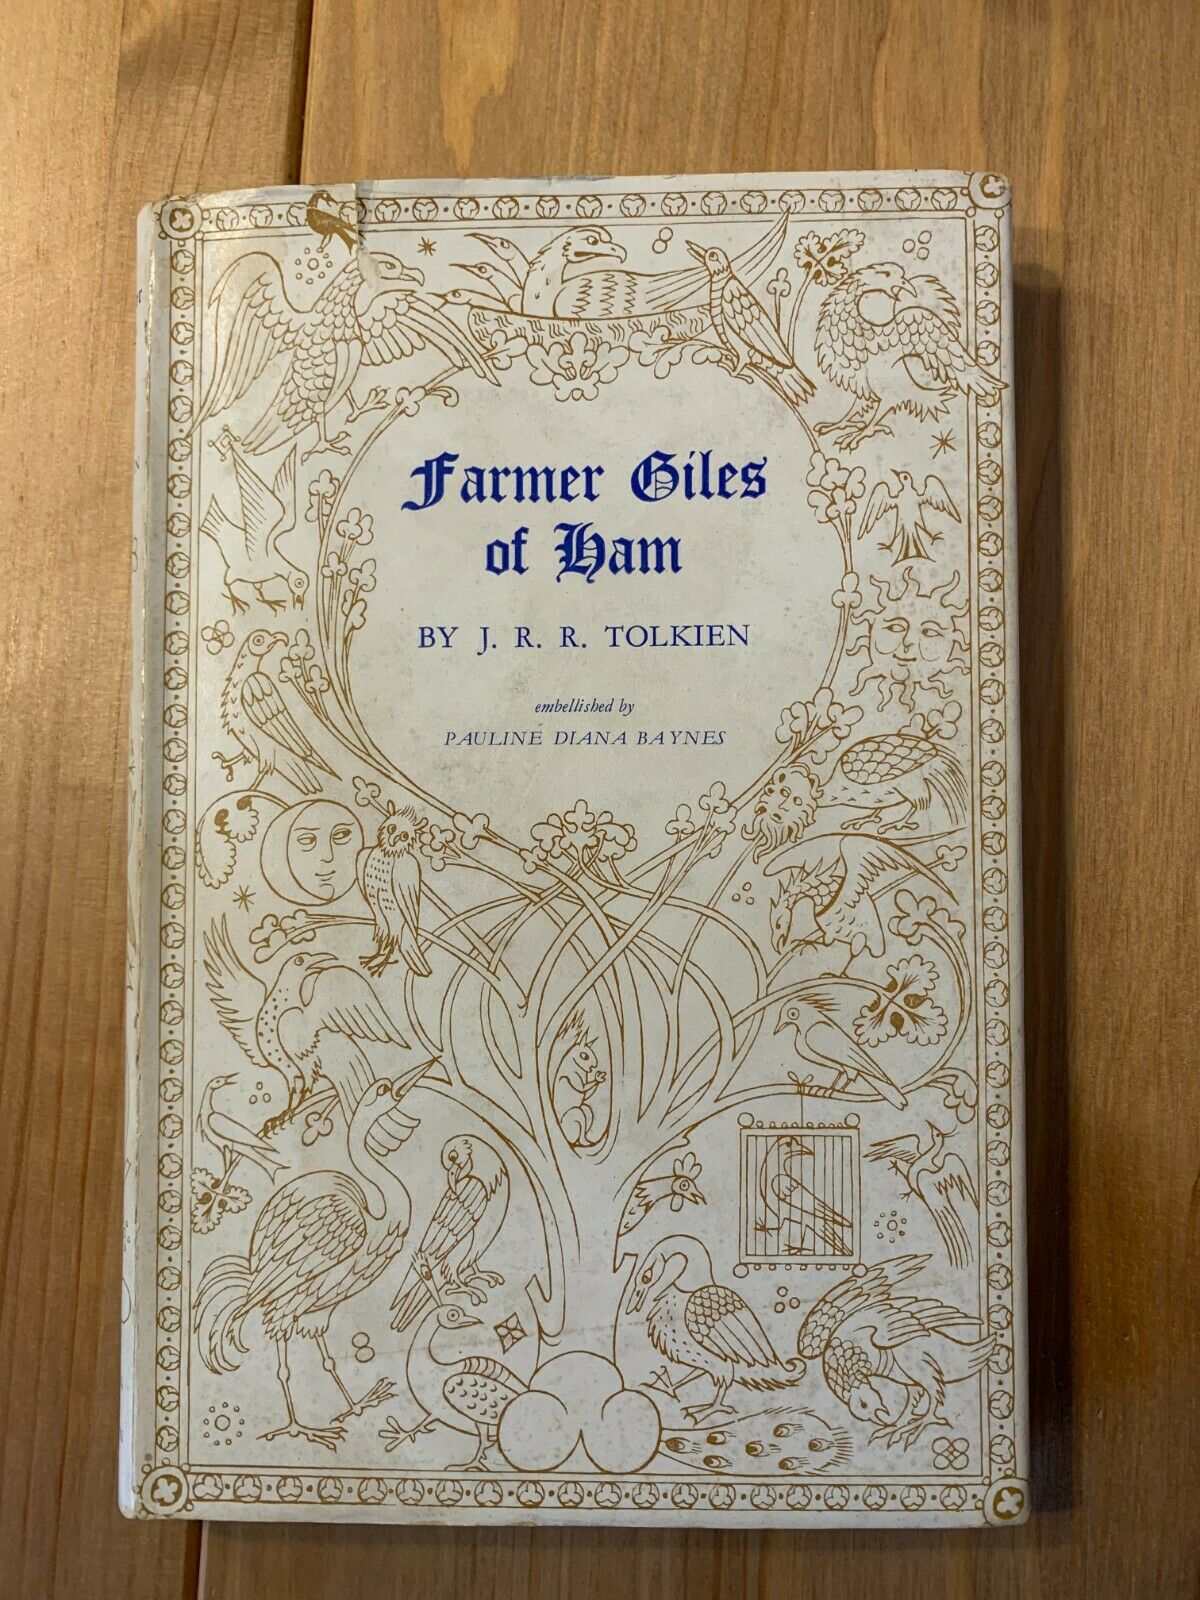 Farmer Giles
of Ham
BY J. R. R. TOLKIEN
embellished by
PAULINE DIANA BAYNES